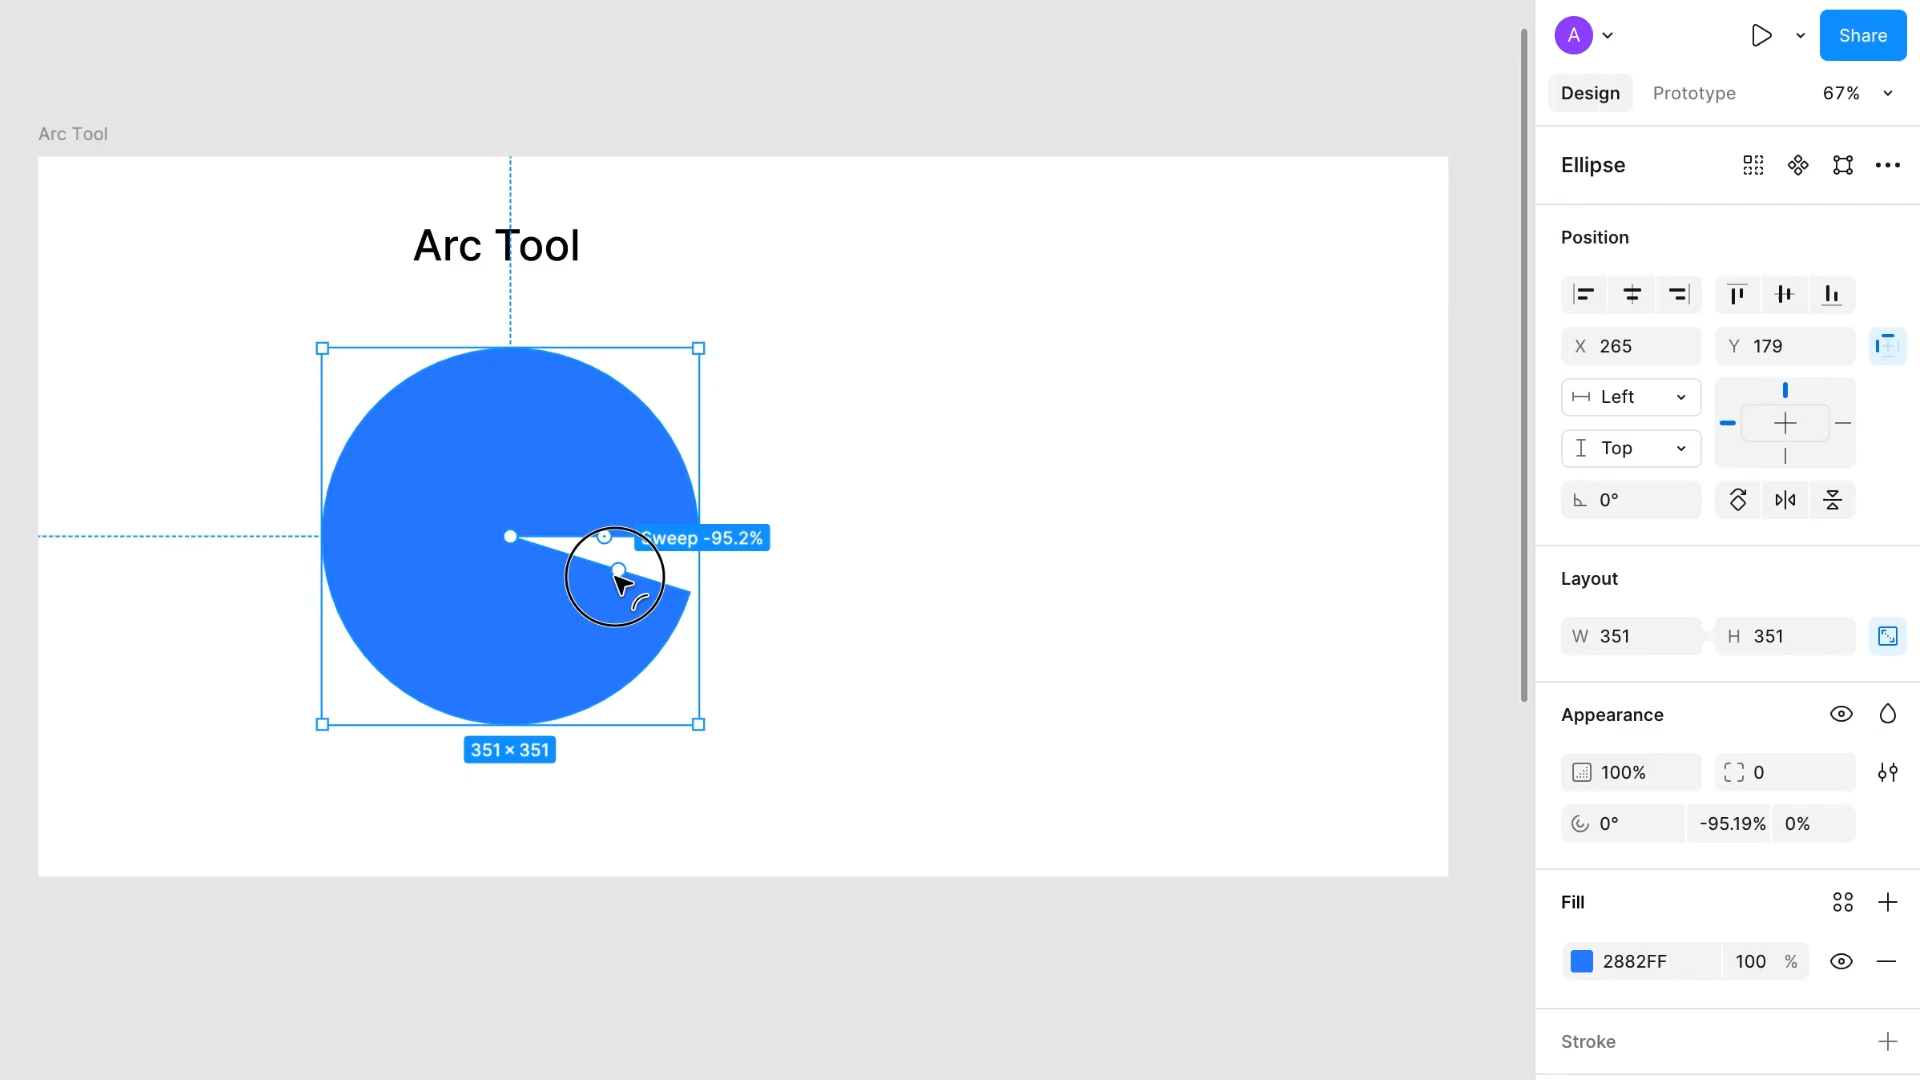 A
Share
Design
Prototype
67%
Arc Tool
Ellipse
Position
Arc Tool
X 265
Y 179
Left
Top
0°
Sweep -95.2%
Layout
W 351
H 351
Appearance
351 × 351
100%
0
0°
-95.19%
0%
Fill
2882FF
100 %
Stroke